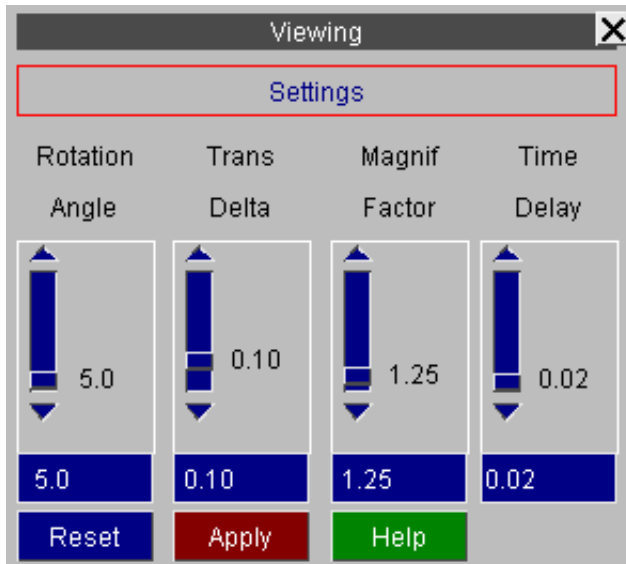 Viewing
Settings
Rotation Trans Magnif Time
Angle Delta Factor Delay
5.0 0.10 1.25 0.02
5.0 0.10 1.25 0.02
Reset Apply Help